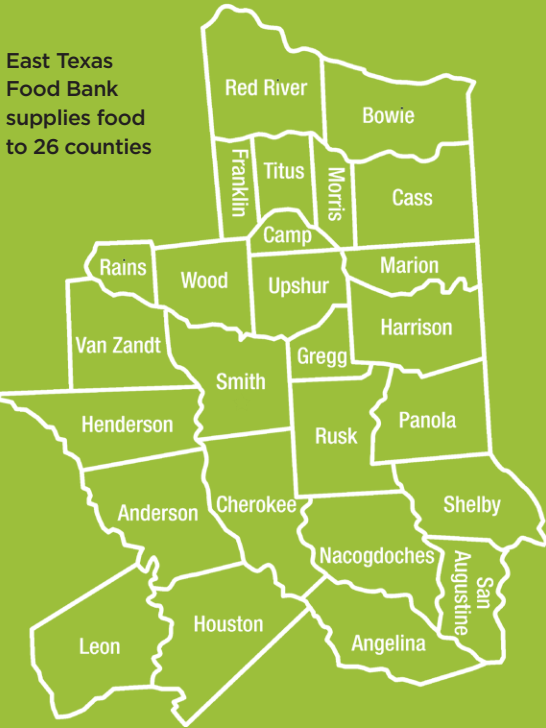 East Texas
Food Bank
supplies food
to 26 counties
Red River
Bowie
Franklin
Titus
Morris
Cass
Camp
Rains
Wood
Upshur
Marion
Van Zandt
Smith
Gregg
Harrison
Henderson
Rusk
Panola
Anderson
Cherokee
Shelby
Nacogdoches
San
Augustine
Leon
Houston
Angelina